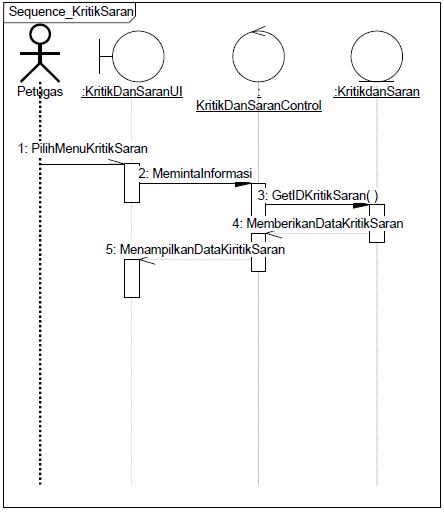 Sequence_KritikSaran
Petugas
:KritikDanSaranUI
:
KritikDanSaranControl
:KritikdanSaran
1: PilihMenuKritikSaran
2: MemintaInformasi
3: GetIDKritikSaran( )
4: MemberikanDataKritikSaran
5: MenampilkanDataKiritikSaran